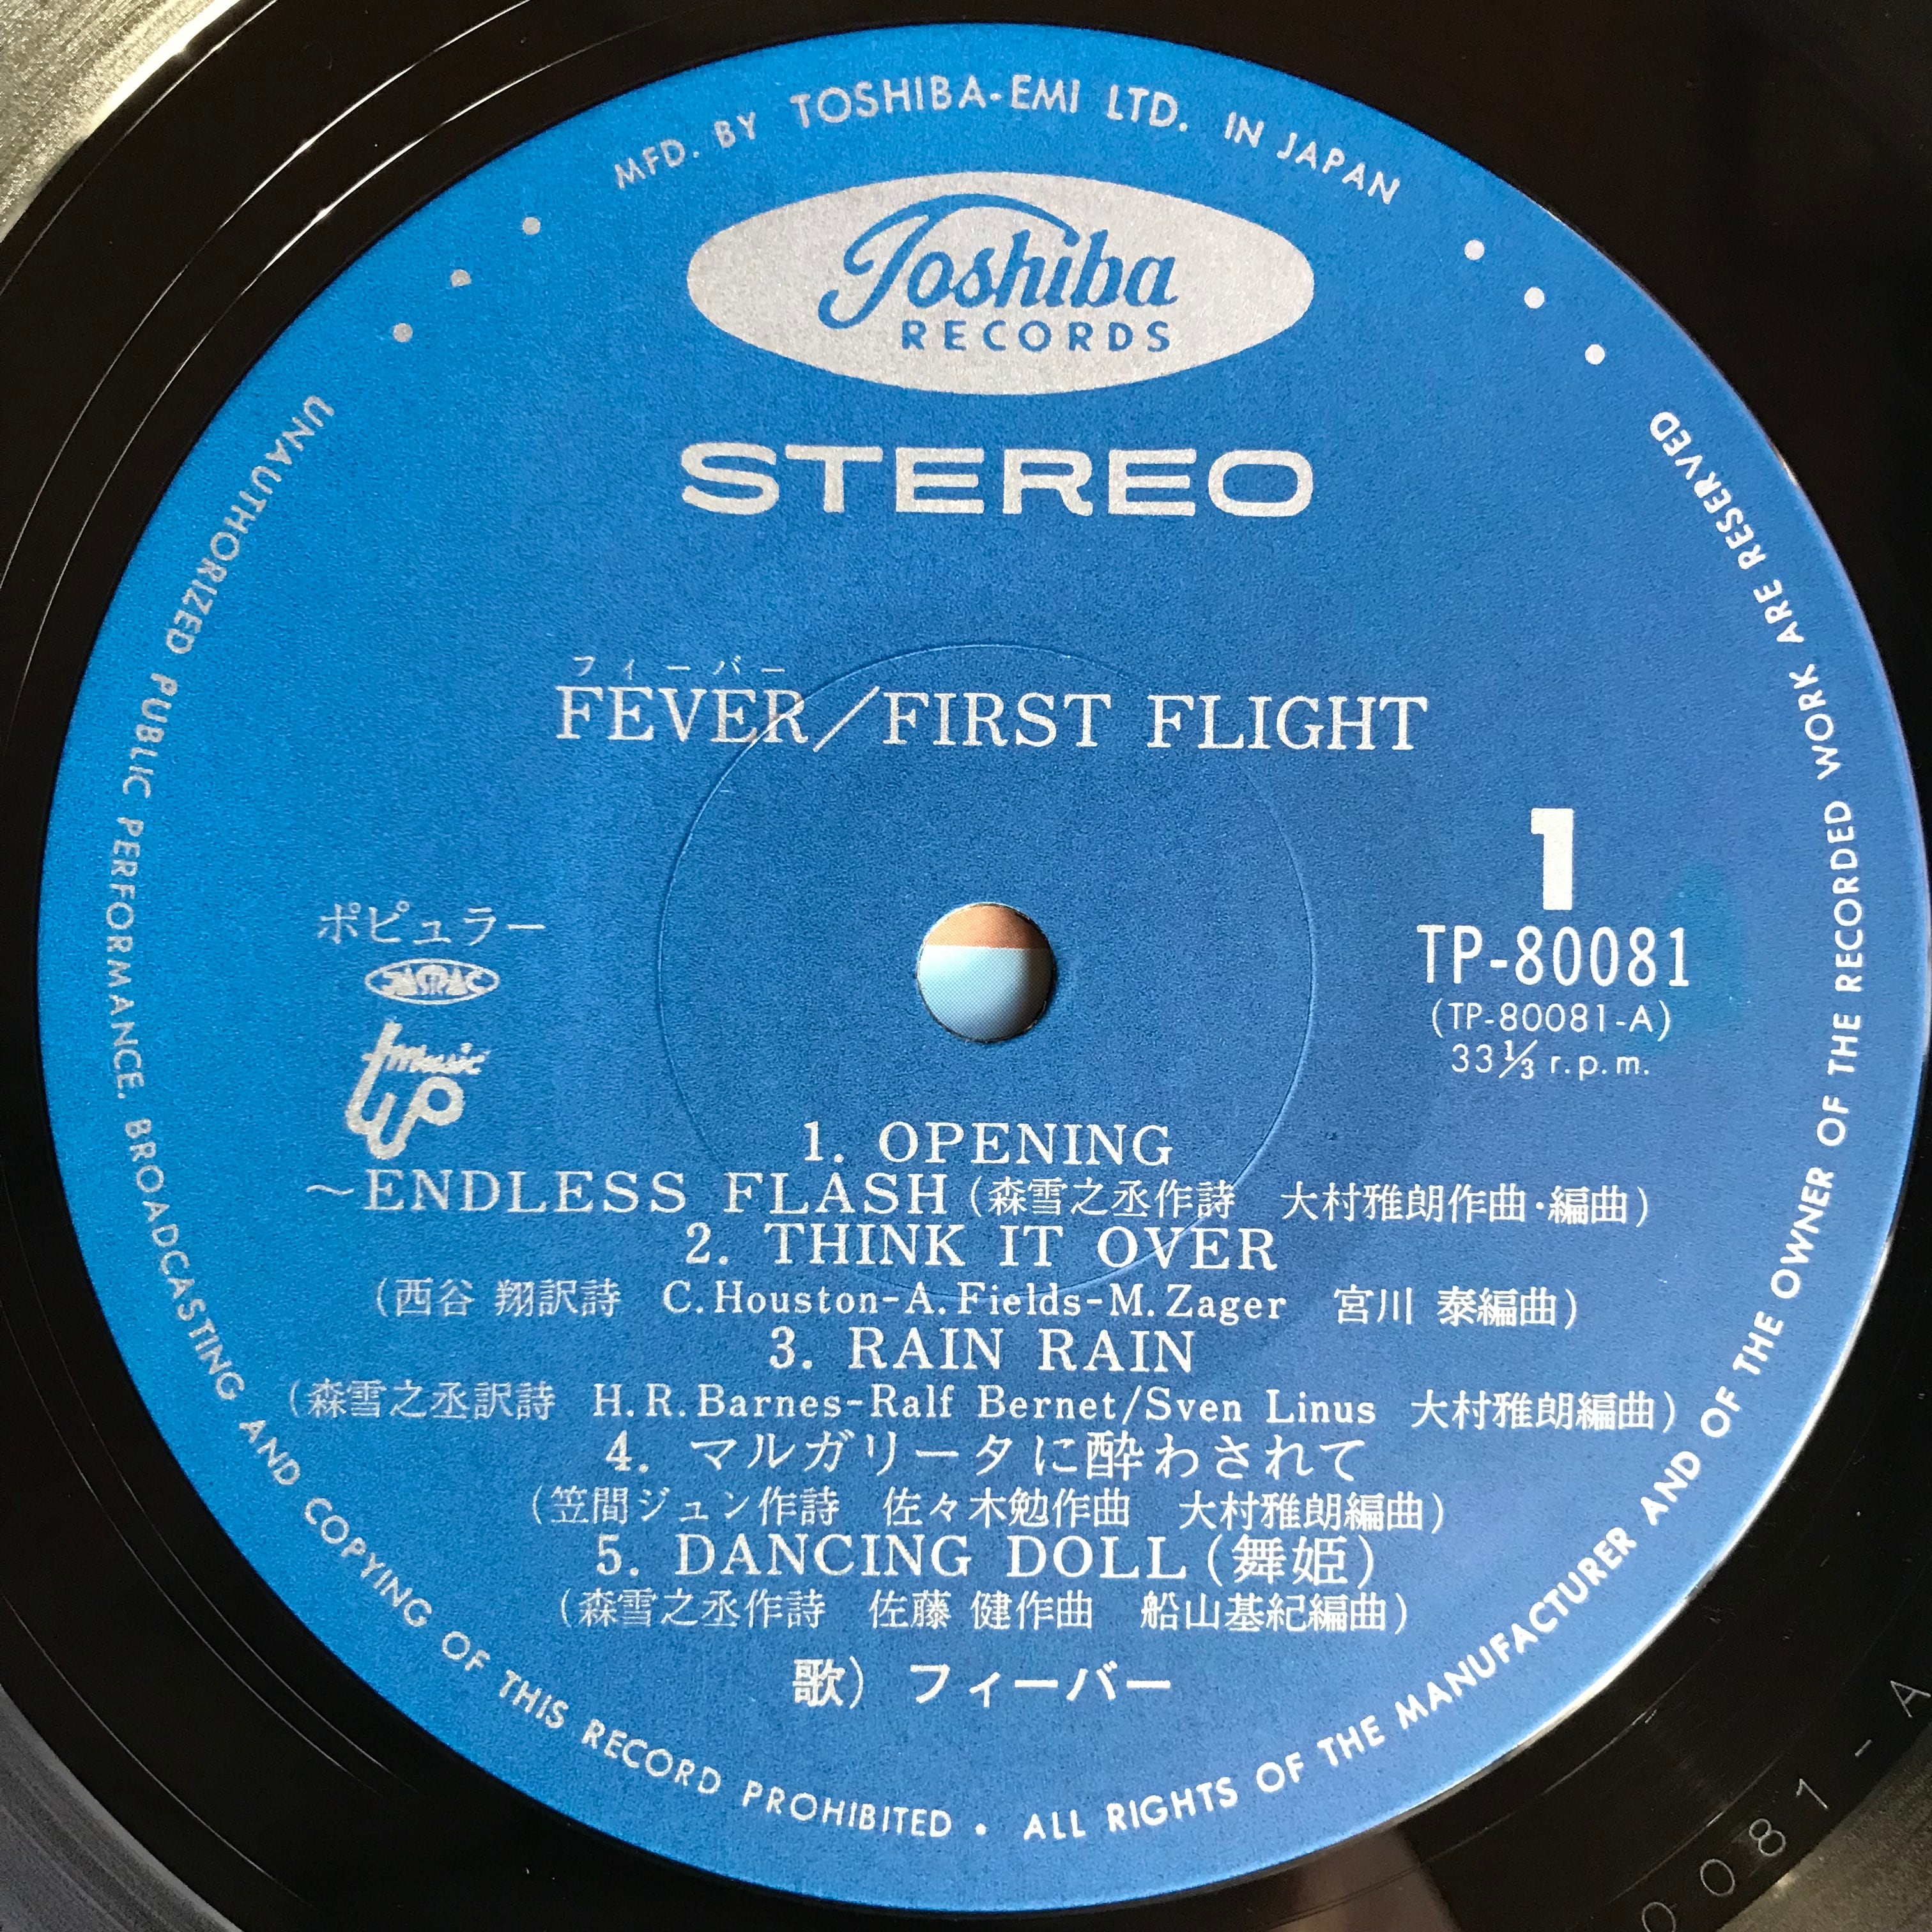 MFD. BY TOSHIBA-EMI LTD. IN JAPAN
Toshiba
RECORDS
STEREO
フィーバー
FEVER/FIRST FLIGHT
1
ポピュラー
TP-80081
JASRAC
(TP-80081-A)
33⅓ r.p.m.
music
up
1. OPENING
~ENDLESS FLASH(森雪之丞作詩 大村雅朗作曲・編曲)
2. THINK IT OVER
(西谷 翔訳詩 C.Houston-A.Fields-M.Zager 宮川 泰編曲)
3. RAIN RAIN
(森雪之丞訳詩 H.R.Barnes-Ralf Bernet/Sven Linus 大村雅朗編曲)
4. マルガリータに酔わされて
(笠間ジュン作詩 佐々木勉作曲 大村雅朗編曲)
5. DANCING DOLL(舞姫)
(森雪之丞作詩 佐藤 健作曲 船山基紀編曲)
歌) フィーバー
UNAUTHORIZED PUBLIC PERFORMANCE, BROADCASTING AND COPYING OF THIS RECORD PROHIBITED • ALL RIGHTS OF THE MANUFACTURER AND OF THE OWNER OF THE RECORDED WORK ARE RESERVED
0081-A